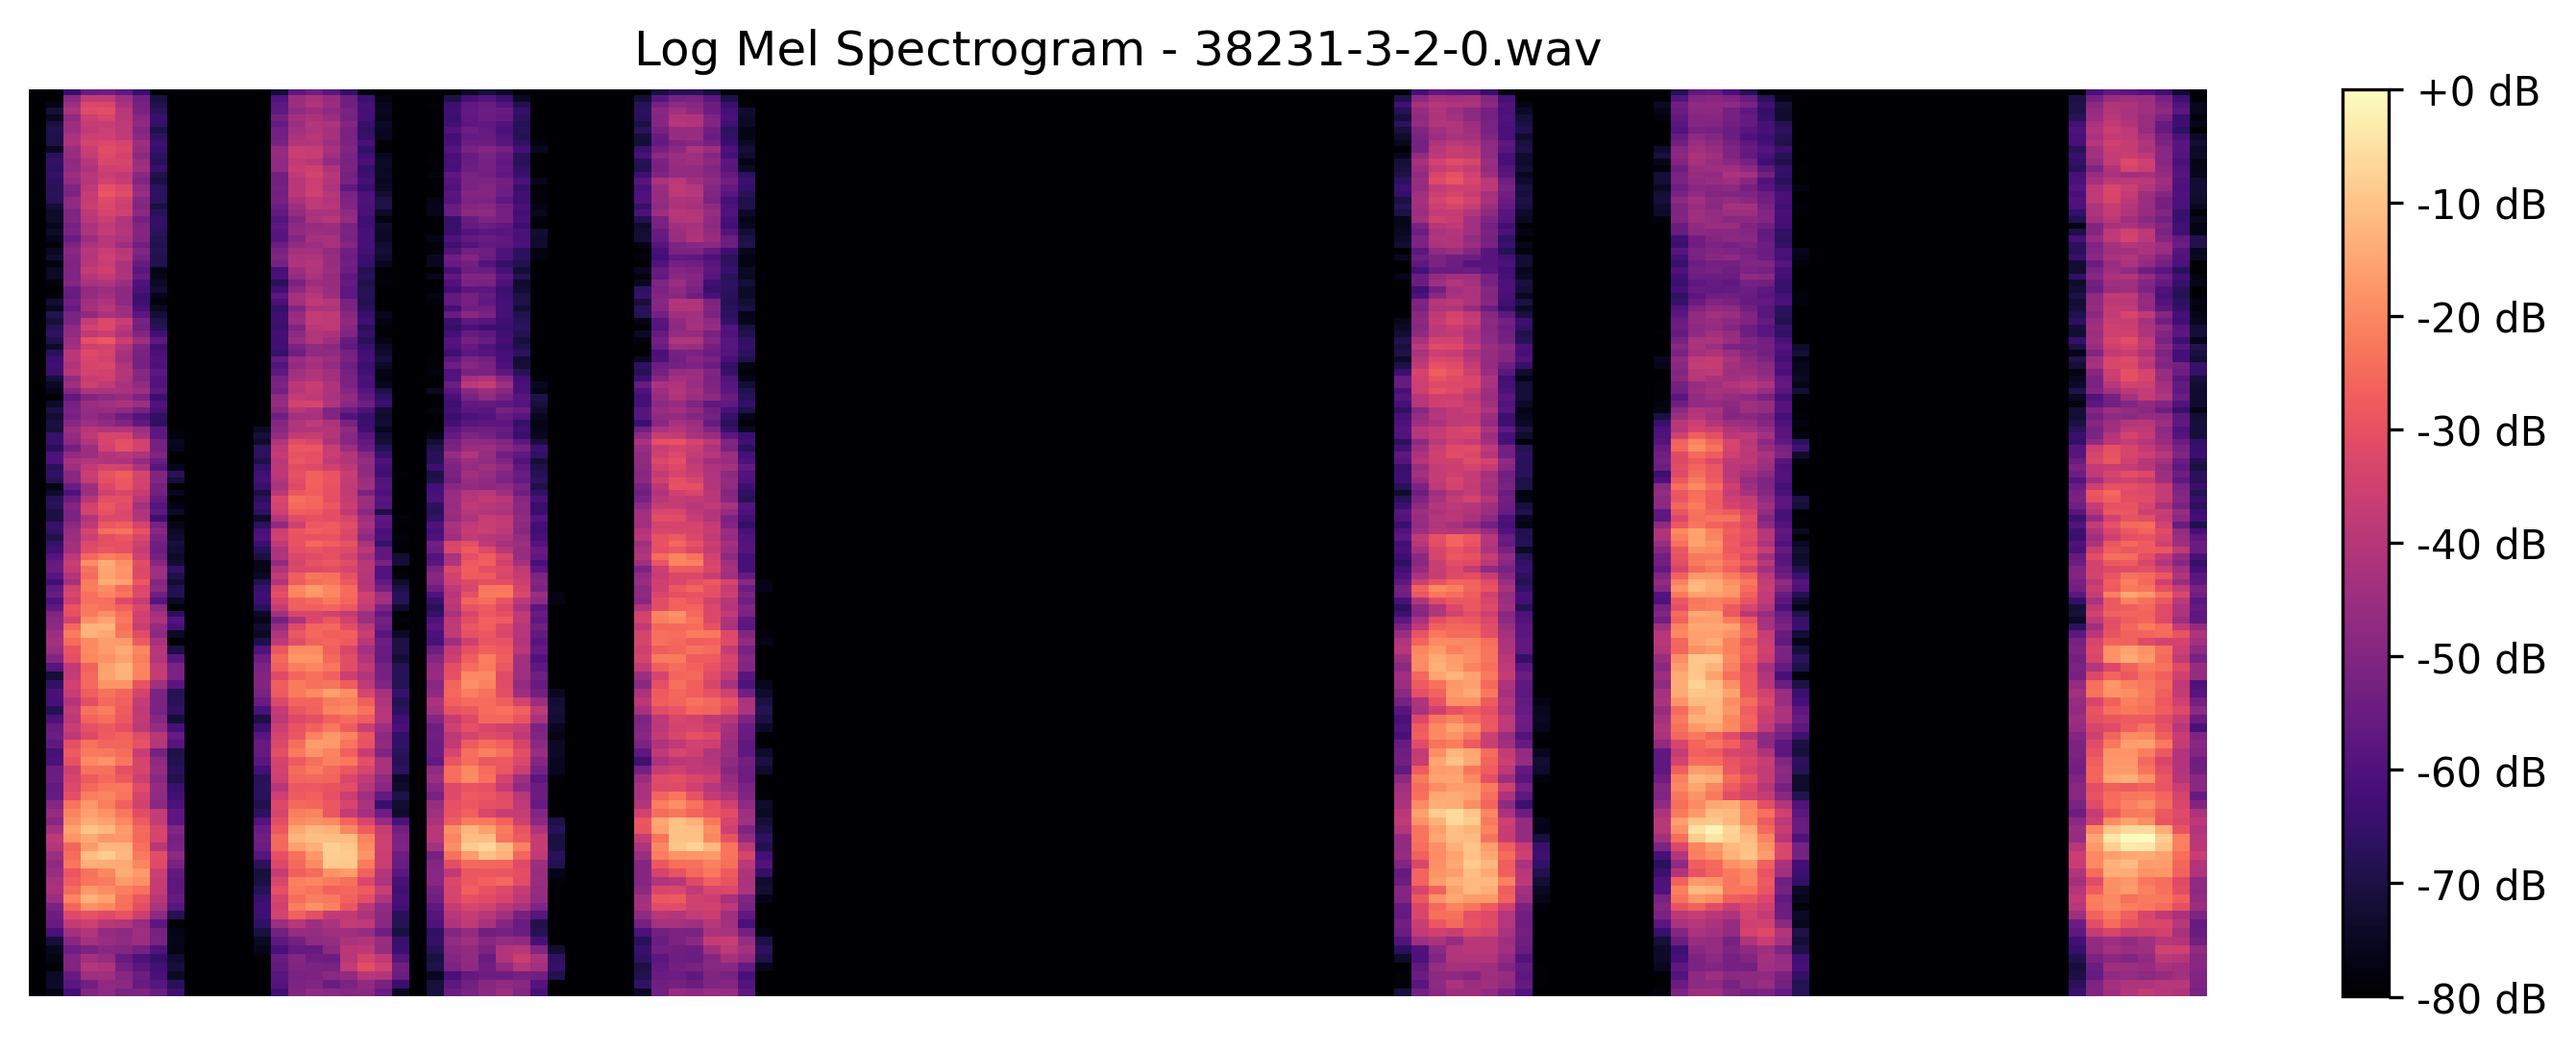 Log Mel Spectrogram - 38231-3-2-0.wav
+0 dB
-10 dB
-20 dB
-30 dB
-40 dB
-50 dB
-60 dB
-70 dB
-80 dB